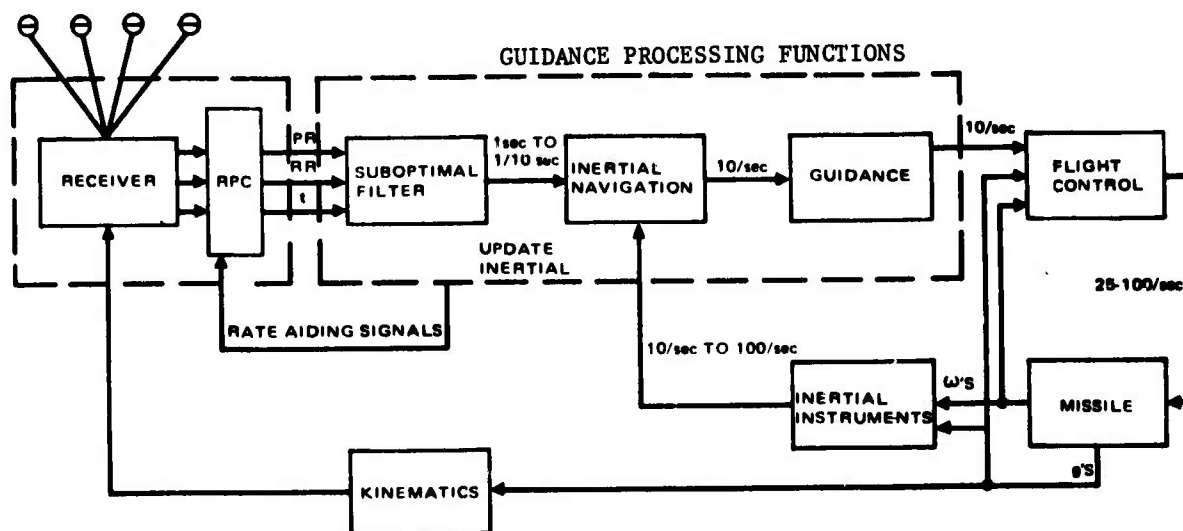 GUIDANCE PROCESSING FUNCTIONS
RECEIVER
RPC
PR
RR
t
SUBOPTIMAL
FILTER
1sec TO
1/10 sec
INERTIAL
NAVIGATION
10/sec
GUIDANCE
10/sec
FLIGHT
CONTROL
UPDATE
INERTIAL
25-100/sec
RATE AIDING SIGNALS
10/sec TO 100/sec
INERTIAL
INSTRUMENTS
ω'S
MISSILE
KINEMATICS